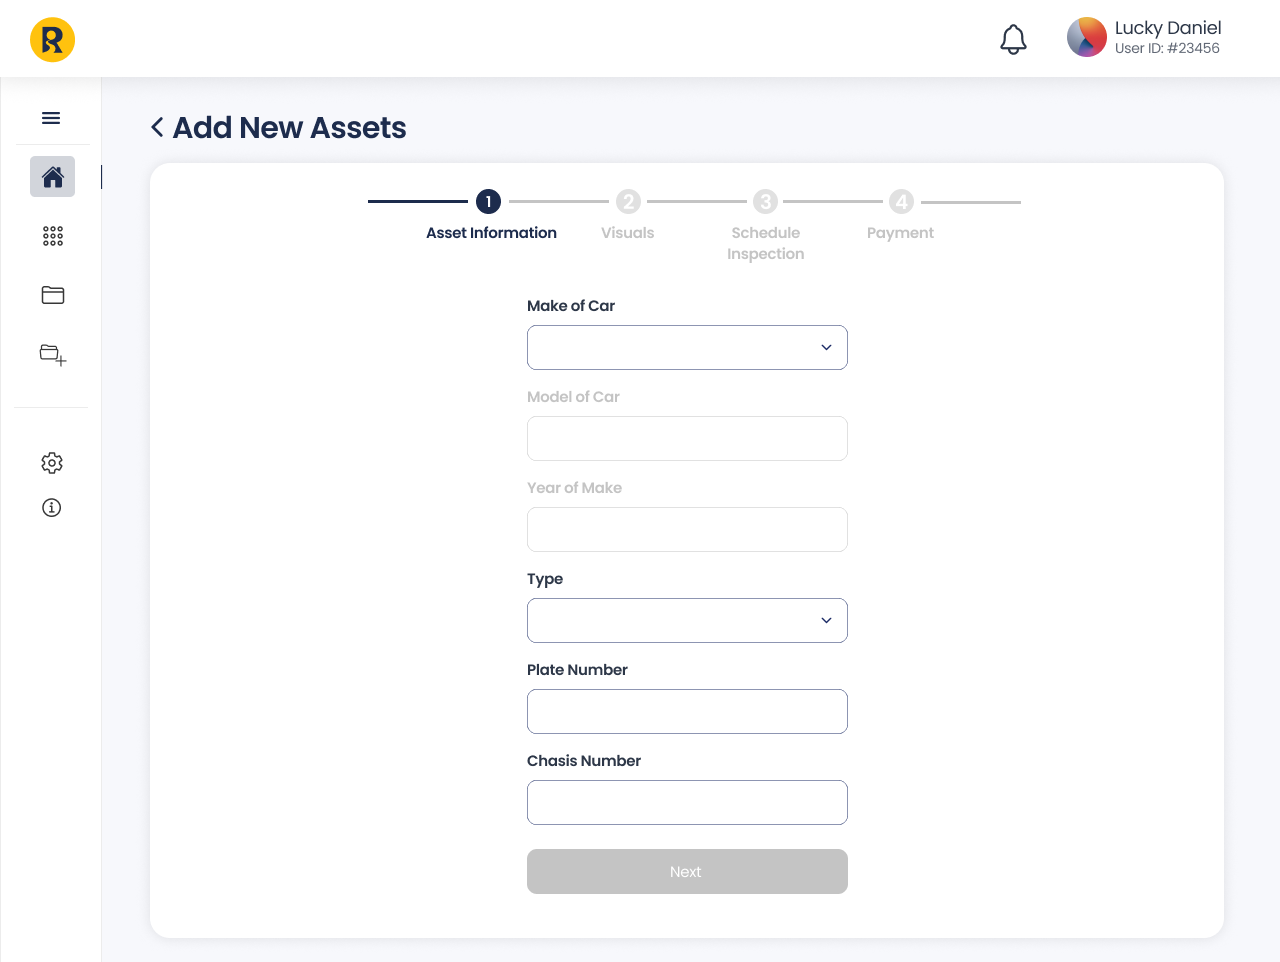 R
Lucky Daniel
User ID: #23456
Add New Assets
1
2
3
4
Asset Information
Visuals
Schedule
Inspection
Payment
Make of Car
Model of Car
Year of Make
Type
Plate Number
Chasis Number
Next